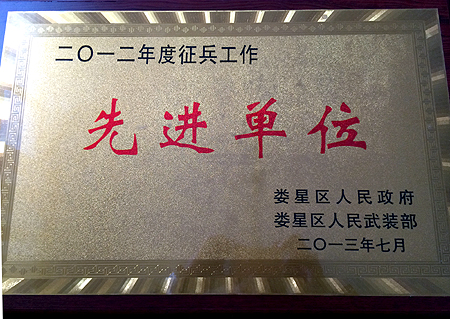 二〇一二年度征兵工作
先进单位
娄星区人民政府
娄星区人民武装部
二〇一三年七月